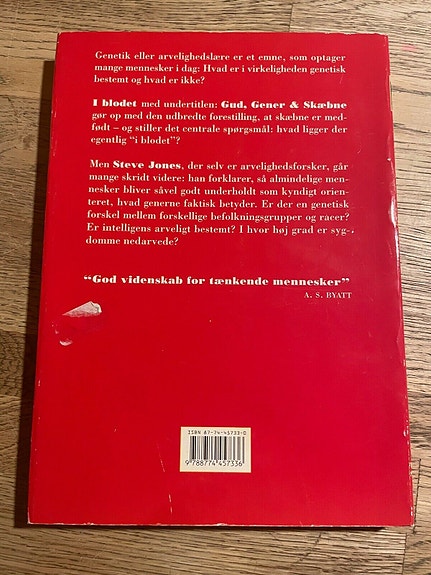 Genetik eller arvelighedslære er et emne, som optager
mange mennesker i dag: Hvad er i virkeligheden genetisk
bestemt og hvad er ikke?
I blodet med undertitlen: Gud, Gener & Skæbne
gør op med den udbredte forestilling, at skæbne er med-
født – og stiller det centrale spørgsmål: hvad ligger der
egentlig “i blodet”?
Men Steve Jones, der selv er arvelighedsforsker, går
mange skridt videre: han forklarer, så almindelige men-
nesker bliver såvel godt underholdt som kyndigt orien-
teret, hvad generne faktisk betyder. Er der en genetisk
forskel mellem forskellige befolkningsgrupper og racer?
Er intelligens arveligt bestemt? I hvor høj grad er syg-
domme nedarvede?
“God videnskab for tænkende mennesker”
A. S. BYATT
ISBN 87-74-45733-0
9 788774 457336